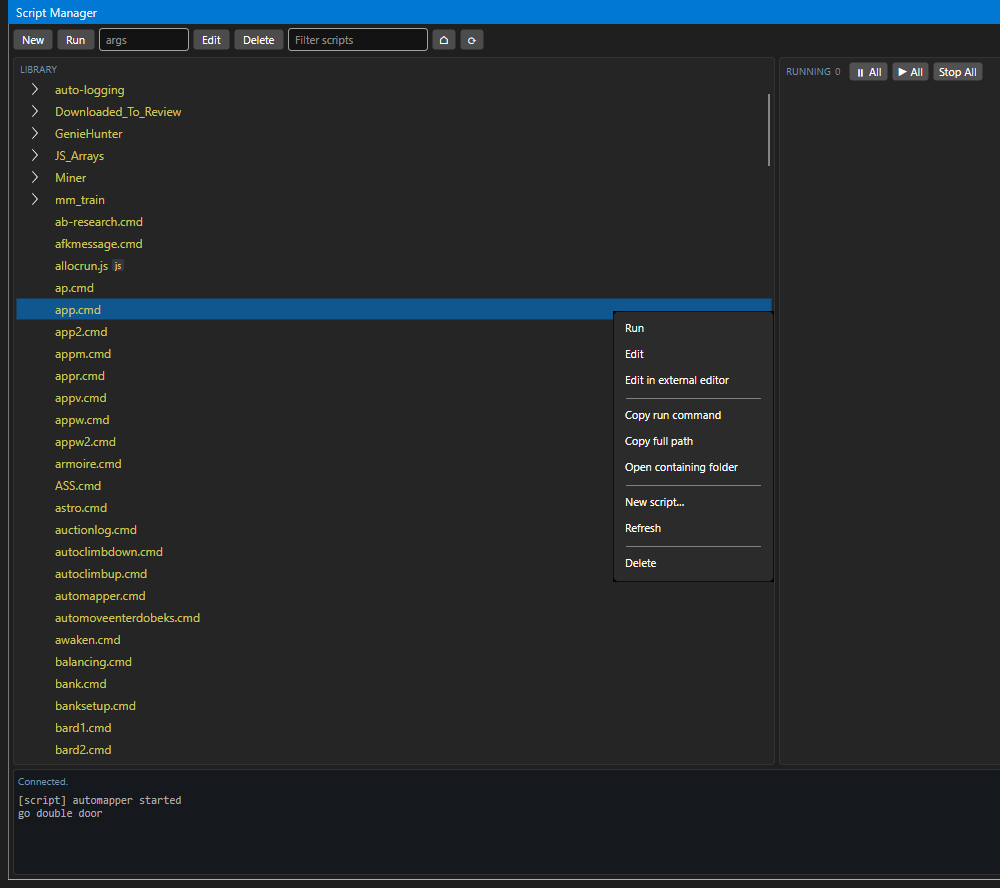 Script Manager
New Run args Edit Delete Filter scripts
LIBRARY
auto-logging
Downloaded_To_Review
GenieHunter
JS_Arrays
Miner
mm_train
ab-research.cmd
afkmessage.cmd
allocrun.js js
ap.cmd
app.cmd
app2.cmd
appm.cmd
appr.cmd
appv.cmd
appw.cmd
appw2.cmd
armoire.cmd
ASS.cmd
astro.cmd
auctionlog.cmd
autoclimbdown.cmd
autoclimbup.cmd
automapper.cmd
automoveenterdobeks.cmd
awaken.cmd
balancing.cmd
bank.cmd
banksetup.cmd
bard1.cmd
bard2.cmd
Run
Edit
Edit in external editor
Copy run command
Copy full path
Open containing folder
New script...
Refresh
Delete
RUNNING 0 All All Stop All
Connected.
[script] automapper started
go double door